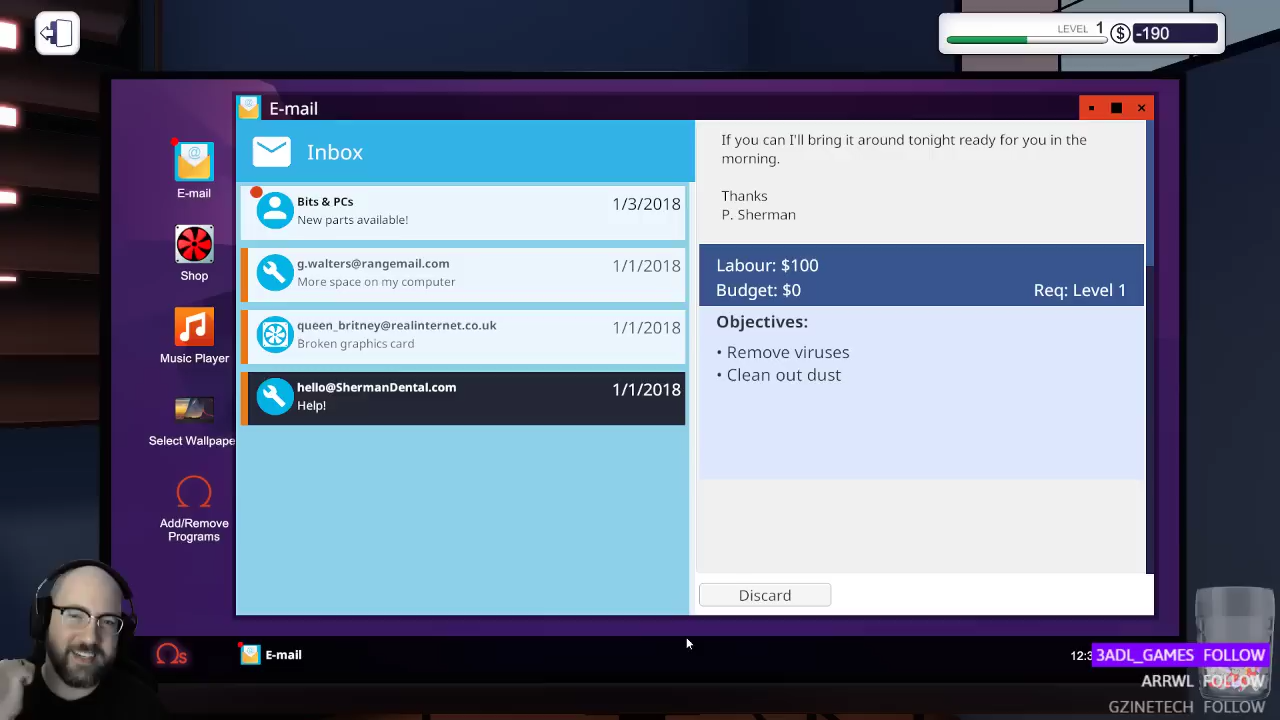 LEVEL 1
$ -190
E-mail
E-mail
Shop
Music Player
Select Wallpape
Add/Remove
Programs
Inbox
Bits & PCs
1/3/2018
New parts available!
g.walters@rangemail.com
1/1/2018
More space on my computer
queen_britney@realinternet.co.uk
1/1/2018
Broken graphics card
hello@ShermanDental.com
1/1/2018
Help!
If you can I'll bring it around tonight ready for you in the
morning.
Thanks
P. Sherman
Labour: $100
Budget: $0
Req: Level 1
Objectives:
• Remove viruses
• Clean out dust
Discard
Ωs
E-mail
12:3
3ADL_GAMES FOLLOW
ARRWL FOLLOW
GZINETECH FOLLOW